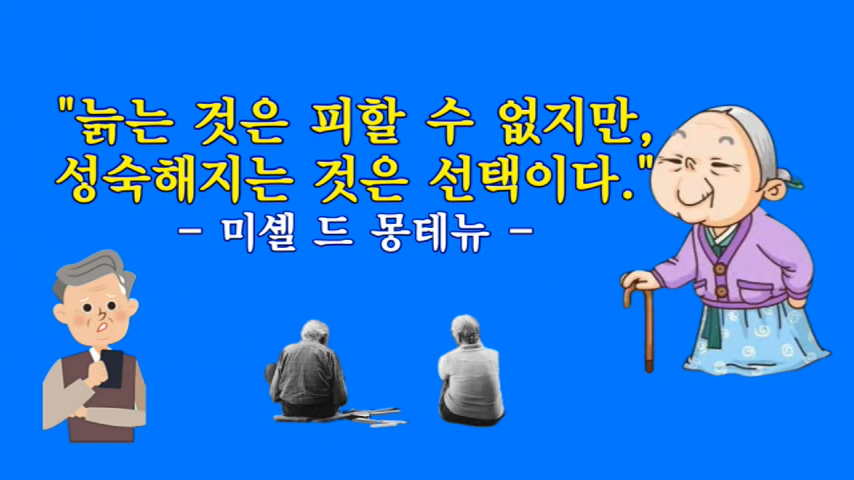 "늙는 것은 피할 수 없지만,
성숙해지는 것은 선택이다."
- 미셸 드 몽테뉴 -